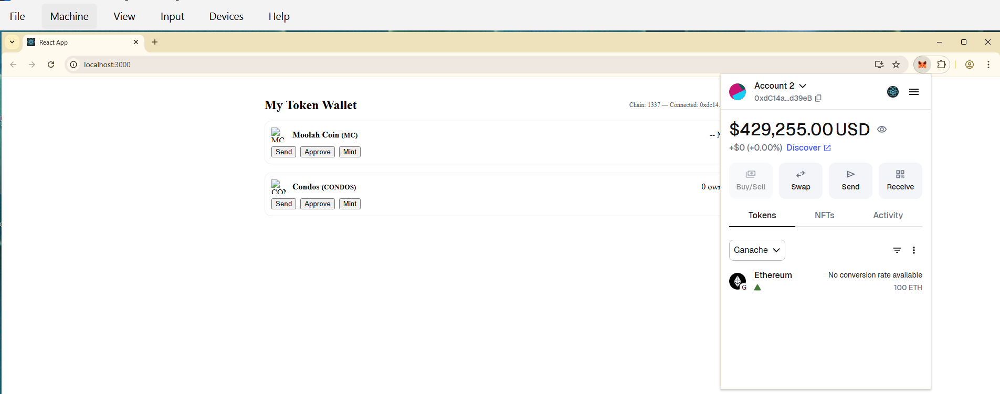 File Machine View Input Devices Help
React App
localhost:3000
My Token Wallet
Chain: 1337 — Connected: 0xdc14.
MC
Moolah Coin (MC)
--
Send Approve Mint
CON
Condos (CONDOS)
0 own
Send Approve Mint
Account 2
0xdC14a...d39eB
$429,255.00 USD
+$0 (+0.00%) Discover
Buy/Sell Swap Send Receive
Tokens NFTs Activity
Ganache
Ethereum No conversion rate available
G
100 ETH